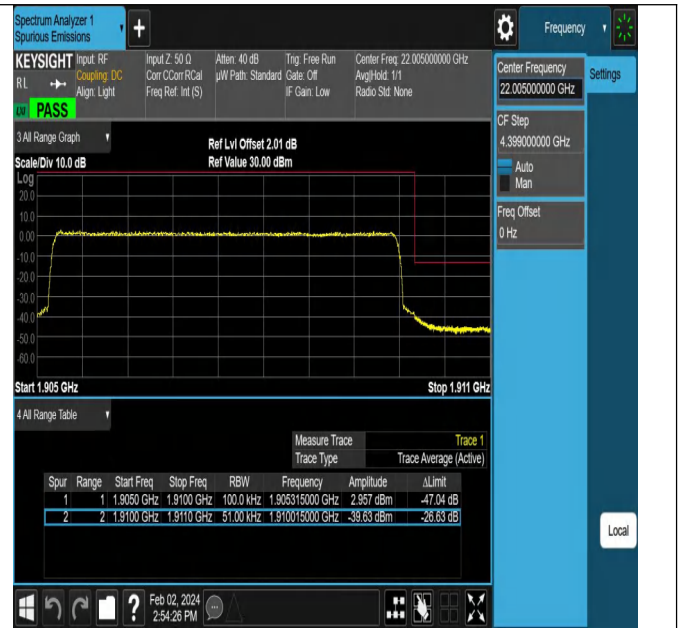 Spectrum Analyzer 1
Spurious Emissions
+
Frequency
KEYSIGHT Input: RF Input Z: 50 Ω Atten: 40 dB Trig: Free Run Center Freq: 22.005000000 GHz
RL Coupling: DC Corr CCorr RCal µW Path: Standard Gate: Off Avg|Hold: 1/1
Align: Light Freq Ref: Int (S) IF Gain: Low Radio Std: None
PASS
Center Frequency
22.005000000 GHz
Settings
CF Step
4.399000000 GHz
Auto
Man
Freq Offset
0 Hz
3 All Range Graph
Ref Lvl Offset 2.01 dB
Scale/Div 10.0 dB Ref Value 30.00 dBm
Log
20.0
10.0
0.00
-10.0
-20.0
-30.0
-40.0
-50.0
-60.0
Start 1.905 GHz Stop 1.911 GHz
4 All Range Table
Measure Trace Trace 1
Trace Type Trace Average (Active)
Spur Range Start Freq Stop Freq RBW Frequency Amplitude ΔLimit
1 1 1.9050 GHz 1.9100 GHz 100.0 kHz 1.905315000 GHz 2.957 dBm -47.04 dB
2 2 1.9100 GHz 1.9110 GHz 51.00 kHz 1.910015000 GHz -39.63 dBm -26.63 dB
Local
? Feb 02, 2024
2:54:26 PM